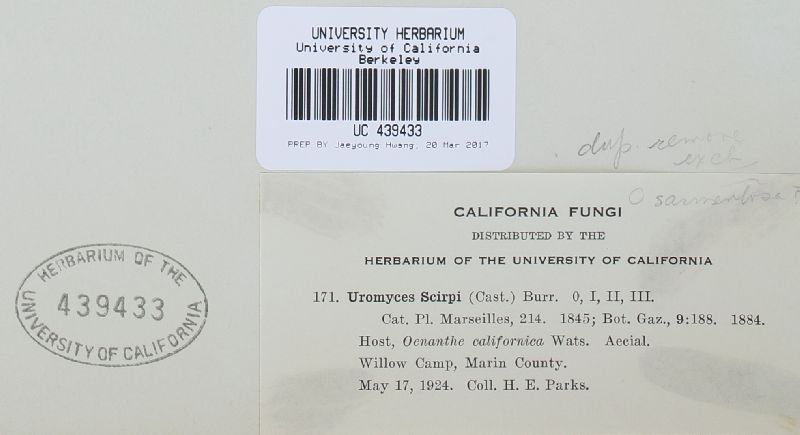 UNIVERSITY HERBARIUM
University of California
Berkeley
UC 439433
PREP BY Jaeyoung Hwang; 20 Mar 2017
dup. remove
exch
O sarmentosa
CALIFORNIA FUNGI
DISTRIBUTED BY THE
HERBARIUM OF THE UNIVERSITY OF CALIFORNIA
171. Uromyces Scirpi (Cast.) Burr. 0, I, II, III.
Cat. Pl. Marseilles, 214. 1845; Bot. Gaz., 9:188. 1884.
Host, Oenanthe californica Wats. Aecial.
Willow Camp, Marin County.
May 17, 1924. Coll. H. E. Parks.
HERBARIUM OF THE
439433
UNIVERSITY OF CALIFORNIA